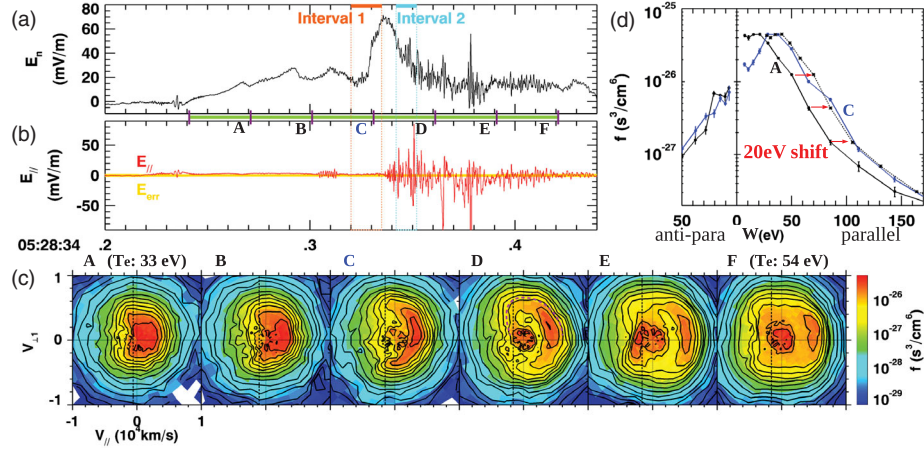 (a)
Interval 1
Interval 2
80
60
40
20
0
Eₙ
(mV/m)
A B C D E F
(b)
50
0
-50
E//
(mV/m)
E//
Eerr
.2 .3 .4
05:28:34
(c)
A (Te: 33 eV) B C D E F (Te: 54 eV)
1
0
-1
V⊥1
-1 0 1
V// (10⁴km/s)
10⁻²⁶
10⁻²⁷
10⁻²⁸
10⁻²⁹
f (s³/cm⁶)
(d)
10⁻²⁵
10⁻²⁶
10⁻²⁷
f (s³/cm⁶)
A
C
20eV shift
50 0 0 50 100 150
anti-para W(eV) parallel